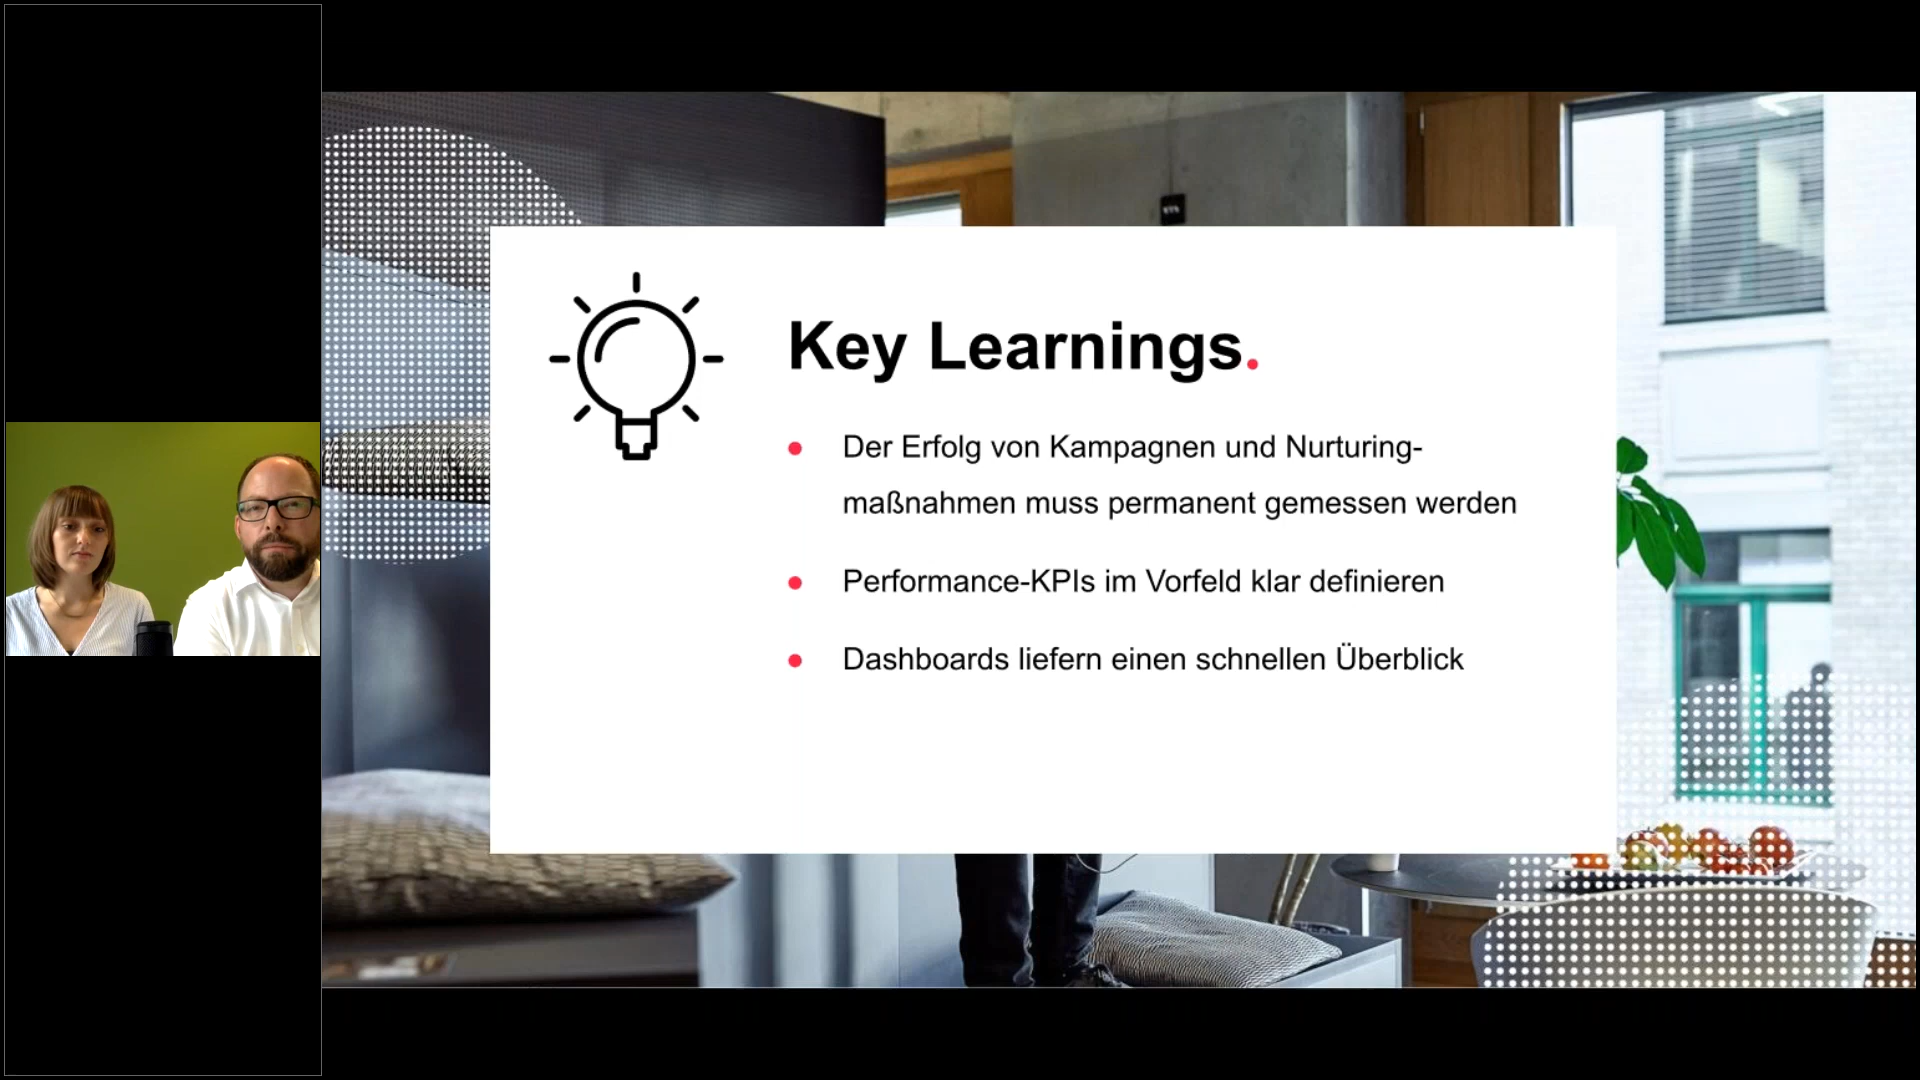 Key Learnings.
Der Erfolg von Kampagnen und Nurturing-
maßnahmen muss permanent gemessen werden
Performance-KPIs im Vorfeld klar definieren
Dashboards liefern einen schnellen Überblick